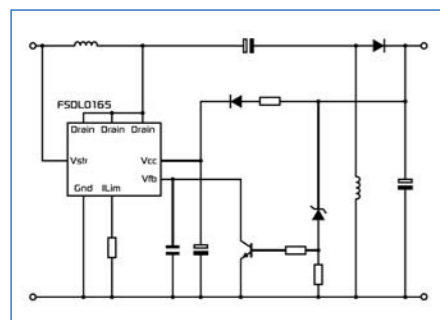 FSDL0165
Drain Drain Drain
Vstr Vcc
Vfb
Gnd ILim